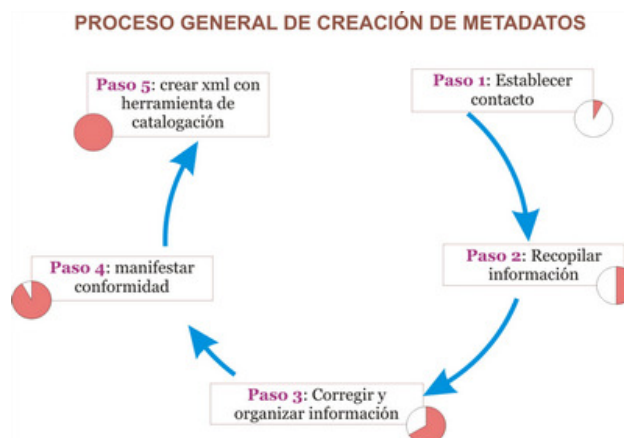 PROCESO GENERAL DE CREACIÓN DE METADATOS
Paso 1: Establecer
contacto
Paso 2: Recopilar
información
Paso 3: Corregir y
organizar información
Paso 4: manifestar
conformidad
Paso 5: crear xml con
herramienta de
catalogación